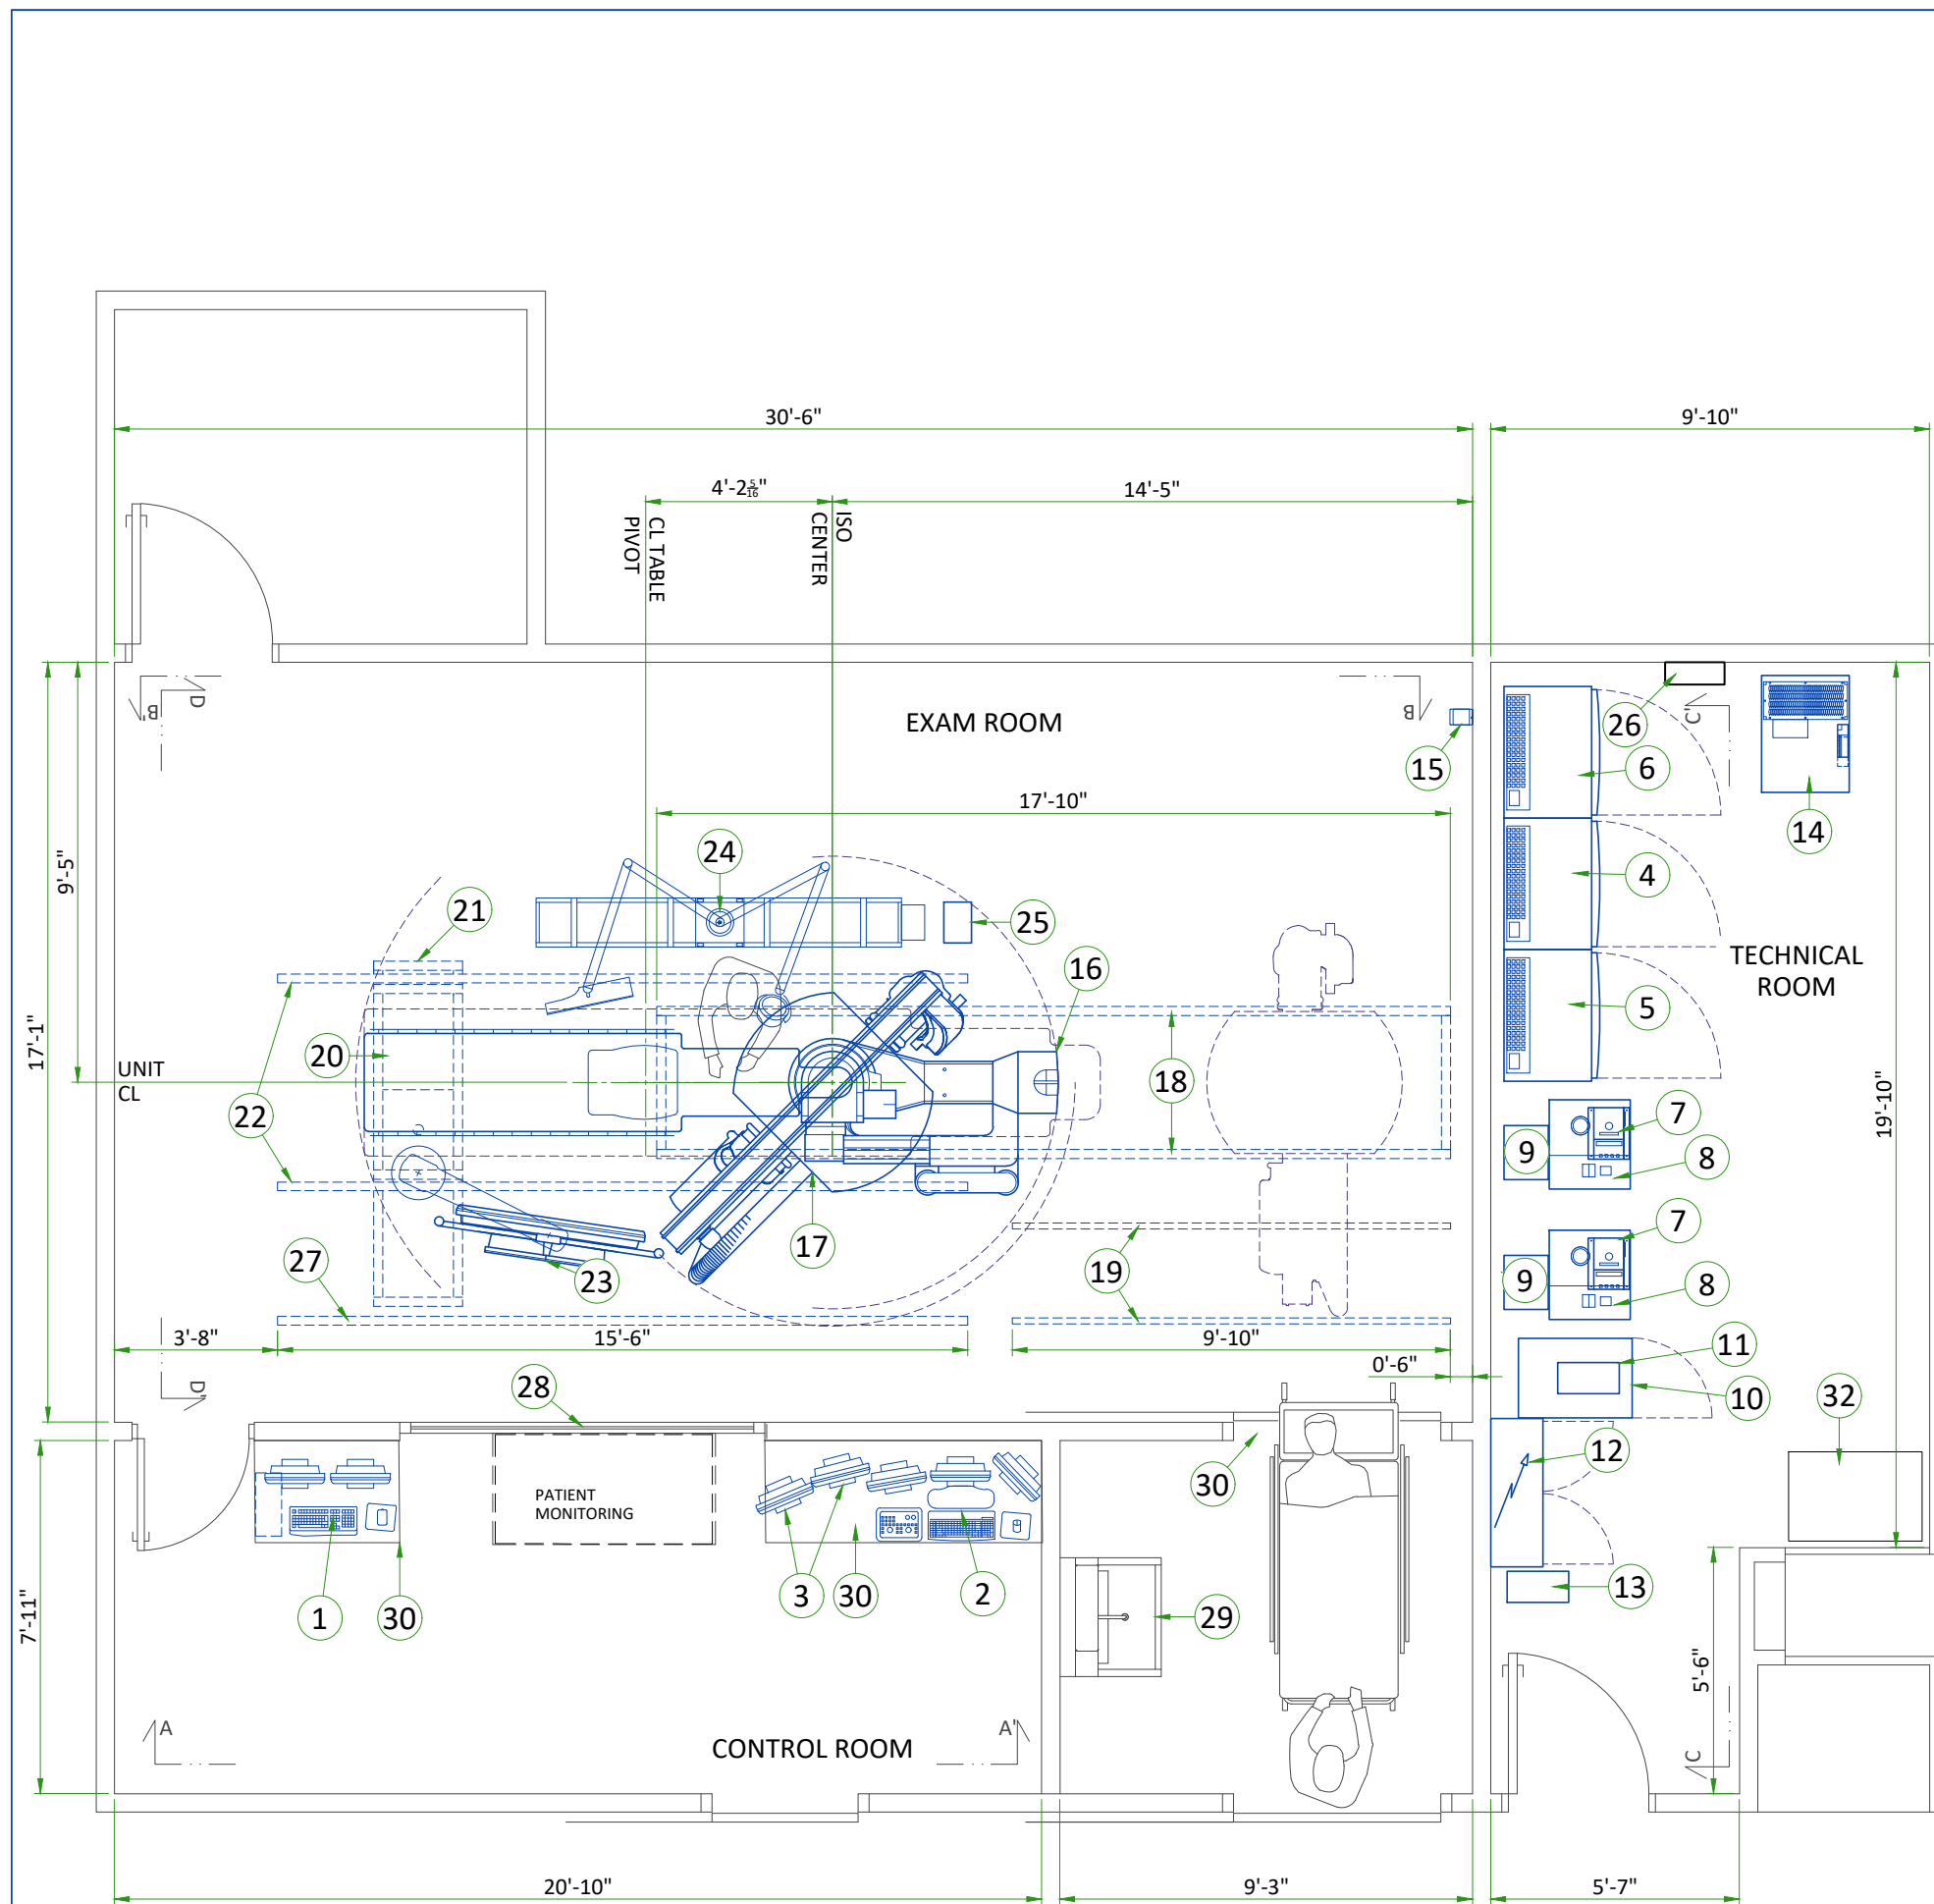 30'-6"
9'-10"
4'-2 5/16"
14'-5"
CL TABLE
PIVOT
ISO
CENTER
B'
D
EXAM ROOM
B
15
26
C'
6
14
17'-10"
9'-5"
17'-1"
24
4
21
25
16
TECHNICAL
ROOM
5
20
UNIT
CL
18
22
7
9
8
19'-10"
17
7
27
23
19
9
8
3'-8"
15'-6"
9'-10"
0'-6"
11
10
D'
28
32
30
12
PATIENT
MONITORING
1
30
3
30
2
29
13
7'-11"
5'-6"
A
A'
CONTROL ROOM
C
20'-10"
9'-3"
5'-7"